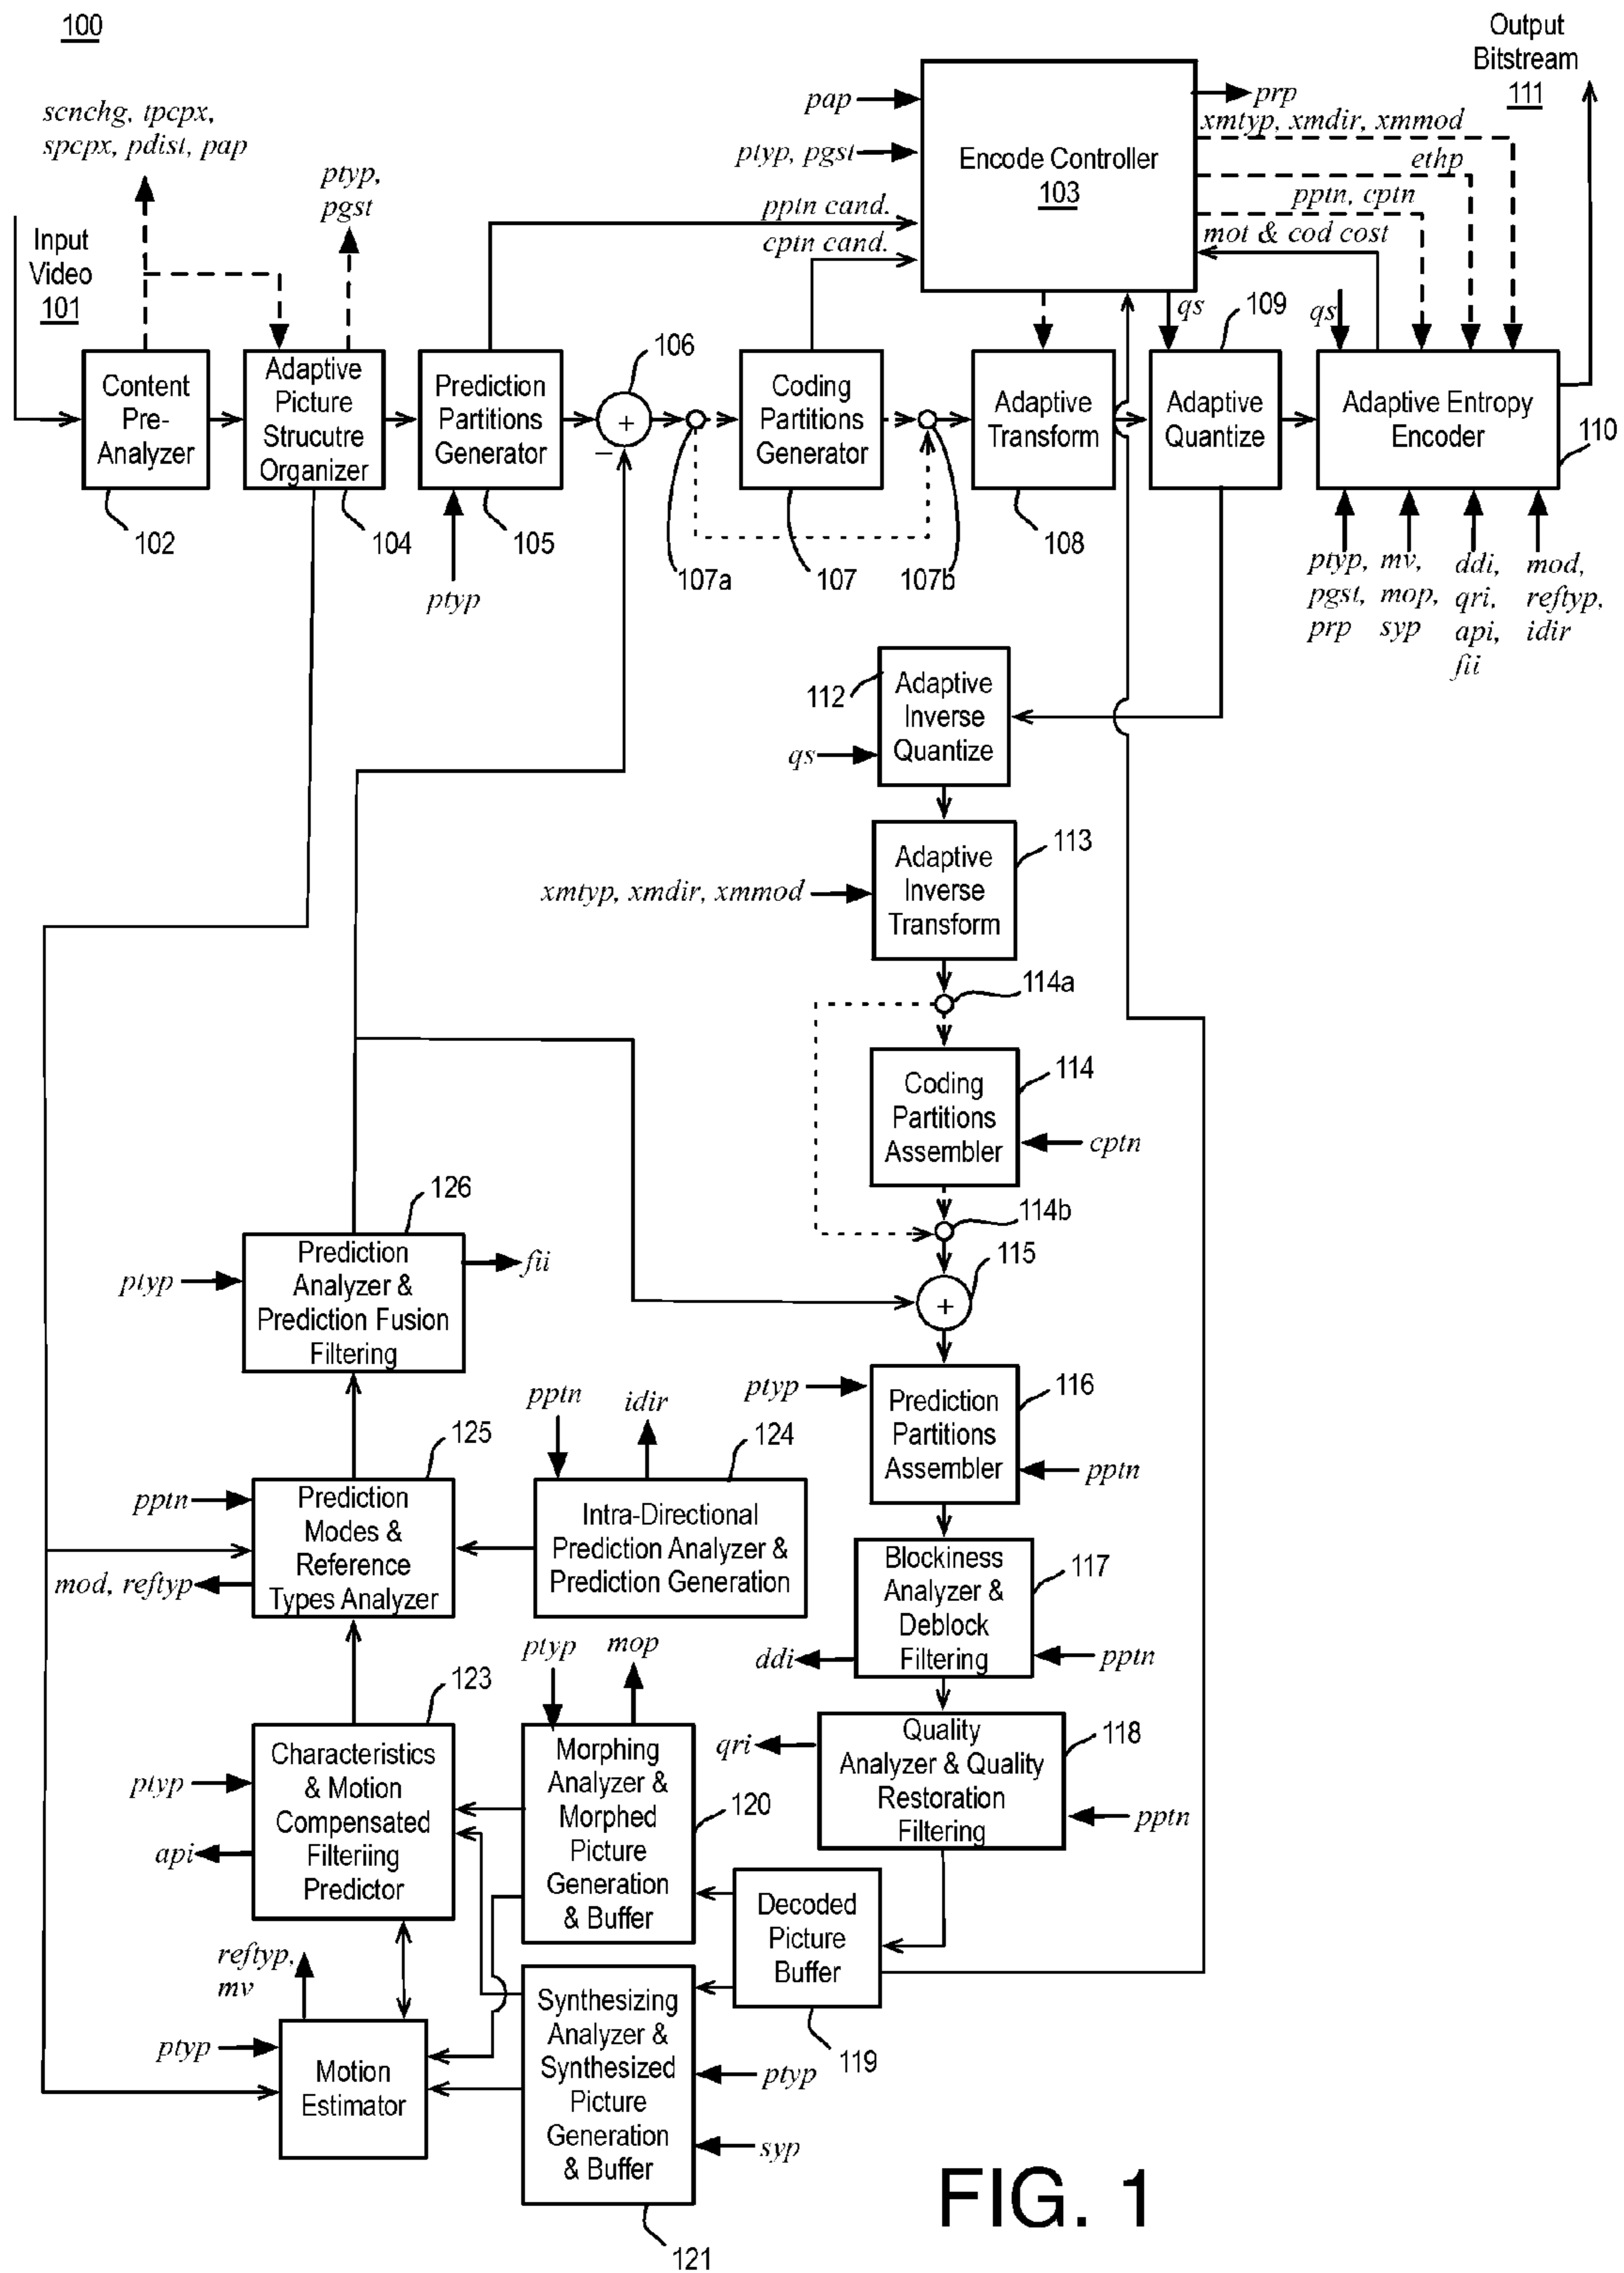 100
Output
Bitstream
111
scnchg, tpcpx,
spcpx, pdist, pap
ptyp,
pgst
Input
Video
101
pap
ptyp, pgst
pptn cand.
cptn cand.
Encode Controller
103
prp
xmtyp, xmdir, xmmod
ethp
pptn, cptn
mot & cod cost
qs
109
qs
106
Content
Pre-
Analyzer
102
Adaptive
Picture
Strucutre
Organizer
104
Prediction
Partitions
Generator
105
ptyp
+
−
107a
Coding
Partitions
Generator
107
107b
Adaptive
Transform
108
Adaptive
Quantize
Adaptive Entropy
Encoder
110
ptyp, mv, ddi, mod,
pgst, mop, qri, reftyp,
prp syp api, idir
fii
112
Adaptive
Inverse
Quantize
qs
113
Adaptive
Inverse
Transform
xmtyp, xmdir, xmmod
114a
114
Coding
Partitions
Assembler
cptn
114b
115
+
126
Prediction
Analyzer &
Prediction Fusion
Filtering
ptyp
fii
ptyp
116
Prediction
Partitions
Assembler
pptn
125
pptn
Prediction
Modes &
Reference
Types Analyzer
mod, reftyp
pptn
idir
124
Intra-Directional
Prediction Analyzer &
Prediction Generation
Blockiness
Analyzer &
Deblock
Filtering
117
ddi
pptn
123
Characteristics
& Motion
Compensated
Filteriing
Predictor
ptyp
api
ptyp
mop
Morphing
Analyzer &
Morphed
Picture
Generation
& Buffer
120
qri
Quality
Analyzer & Quality
Restoration
Filtering
118
pptn
Decoded
Picture
Buffer
119
reftyp,
mv
ptyp
Motion
Estimator
Synthesizing
Analyzer &
Synthesized
Picture
Generation
& Buffer
ptyp
syp
121
FIG. 1